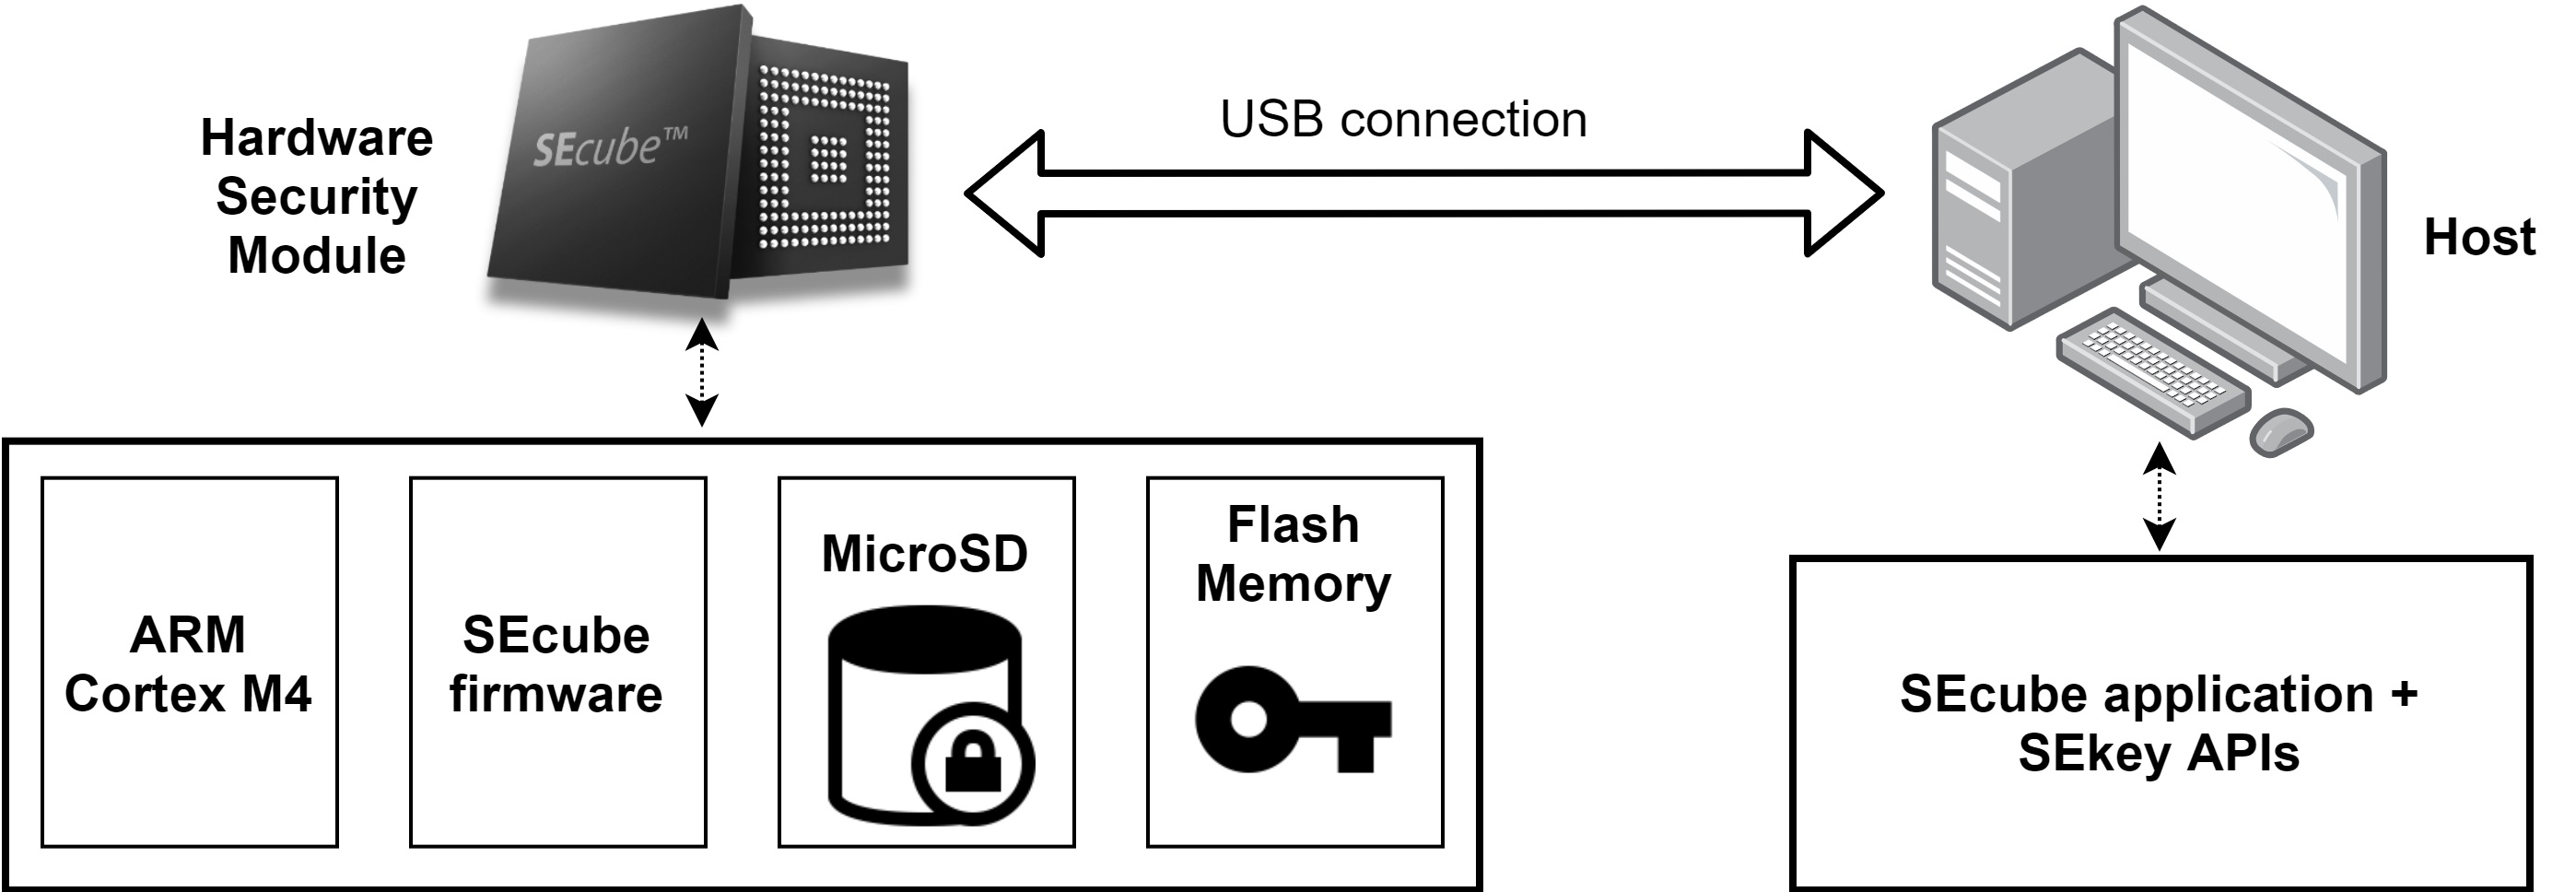 Hardware
Security
Module
SEcube™
USB connection
Host
ARM
Cortex M4
SEcube
firmware
MicroSD
Flash
Memory
SEcube application +
SEkey APIs